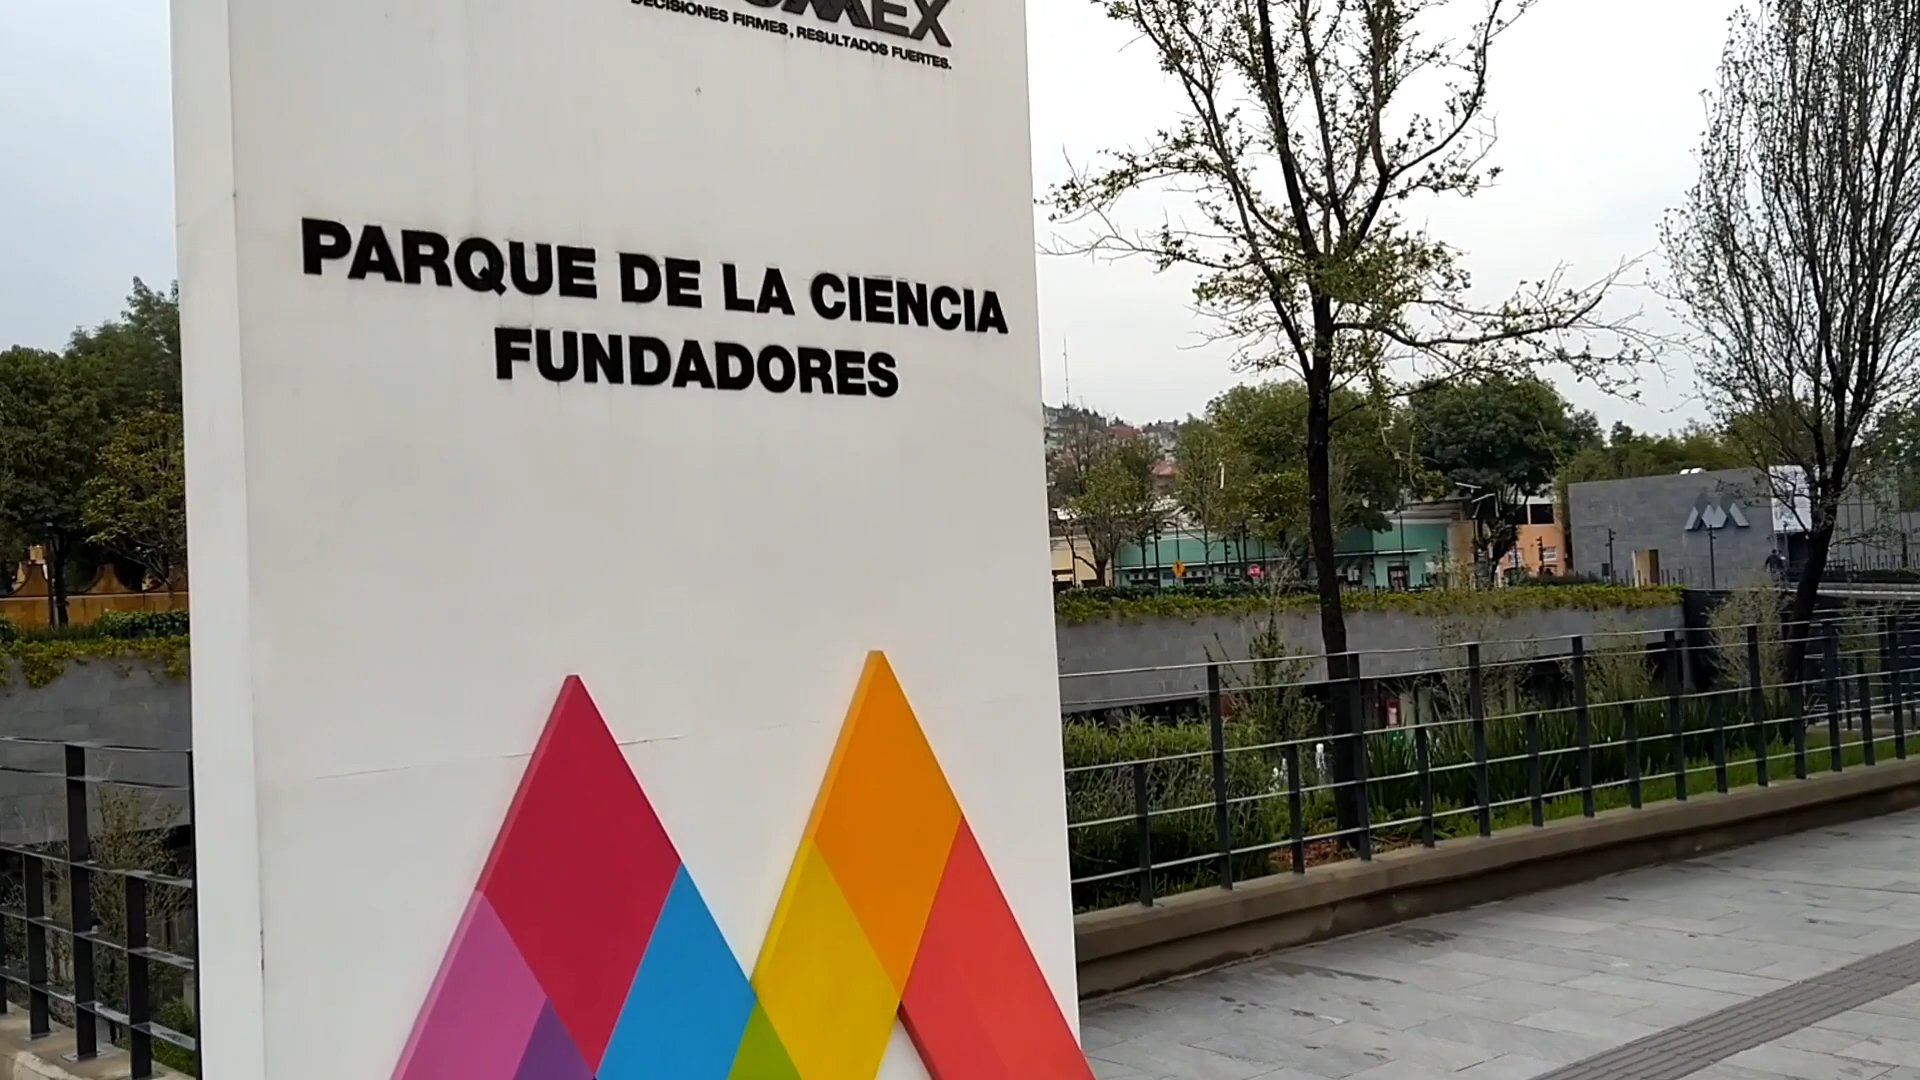 DECISIONES FIRMES, RESULTADOS FUERTES.
PARQUE DE LA CIENCIA
FUNDADORES